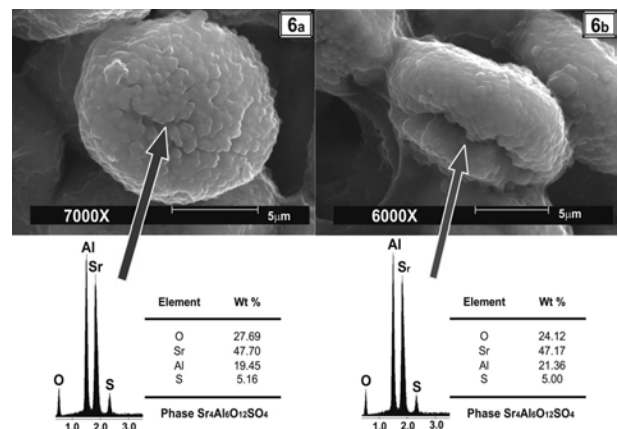 6a
6b
7000X
5µm
6000X
5µm
Al
Sr
O
S
1.0 2.0 3.0
Element Wt %
O 27.69
Sr 47.70
Al 19.45
S 5.16
Phase Sr₄Al₆O₁₂SO₄
Al
Sr
O
S
1.0 2.0 3.0
Element Wt %
O 24.12
Sr 47.17
Al 21.36
S 5.00
Phase Sr₄Al₆O₁₂SO₄